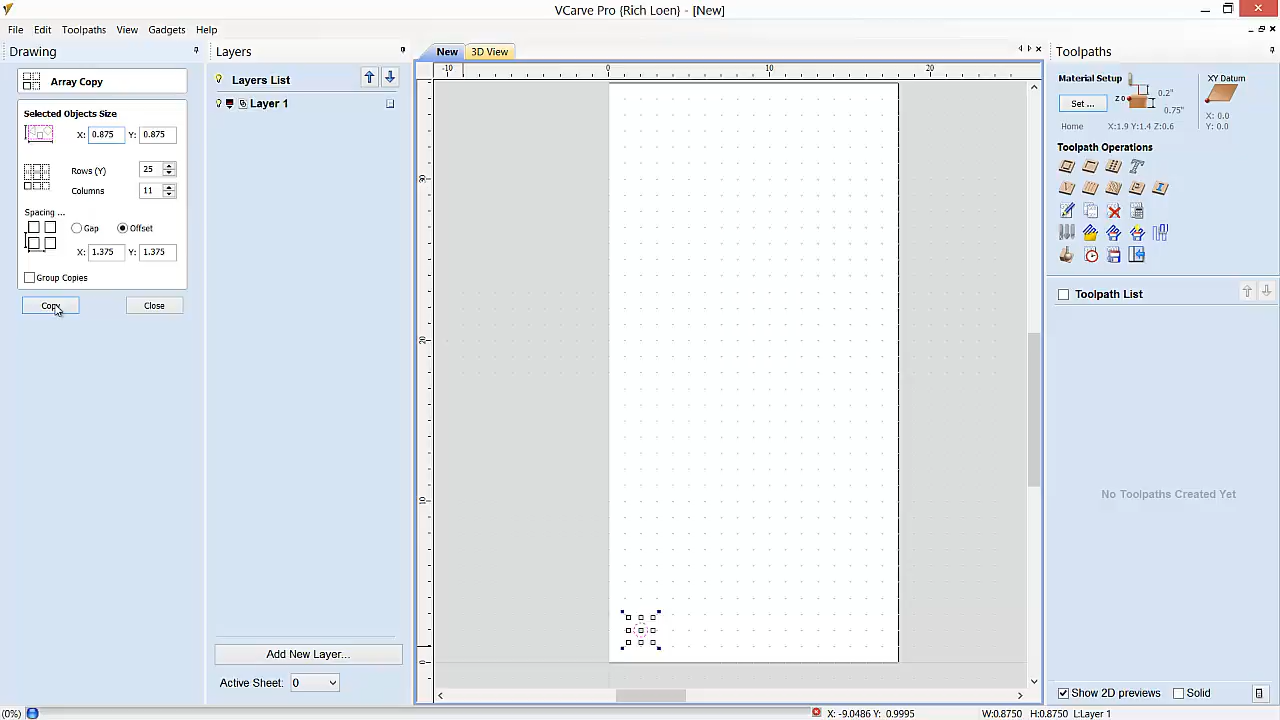 VCarve Pro {Rich Loen} - [New]
File Edit Toolpaths View Gadgets Help
Drawing
Array Copy
Selected Objects Size
X: 0.875 Y: 0.875
Rows (Y) 25
Columns 11
Spacing ...
Gap Offset
X: 1.375 Y: 1.375
Group Copies
Copy Close
Layers
Layers List
Layer 1
Add New Layer...
Active Sheet: 0
New 3D View
-10 0 10 20
20
10
0
Toolpaths
Material Setup
Set ...
Z 0
0.2"
0.75"
Home X:1.9 Y:1.4 Z:0.6
XY Datum
X: 0.0
Y: 0.0
Toolpath Operations
Toolpath List
No Toolpaths Created Yet
Show 2D previews Solid
(0%) X: -9.0486 Y: 0.9995 W:0.8750 H:0.8750 L:Layer 1